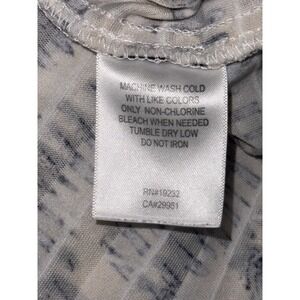 MACHINE WASH COLD
WITH LIKE COLORS
ONLY NON-CHLORINE
BLEACH WHEN NEEDED
TUMBLE DRY LOW
DO NOT IRON
RN#19232
CA#29981